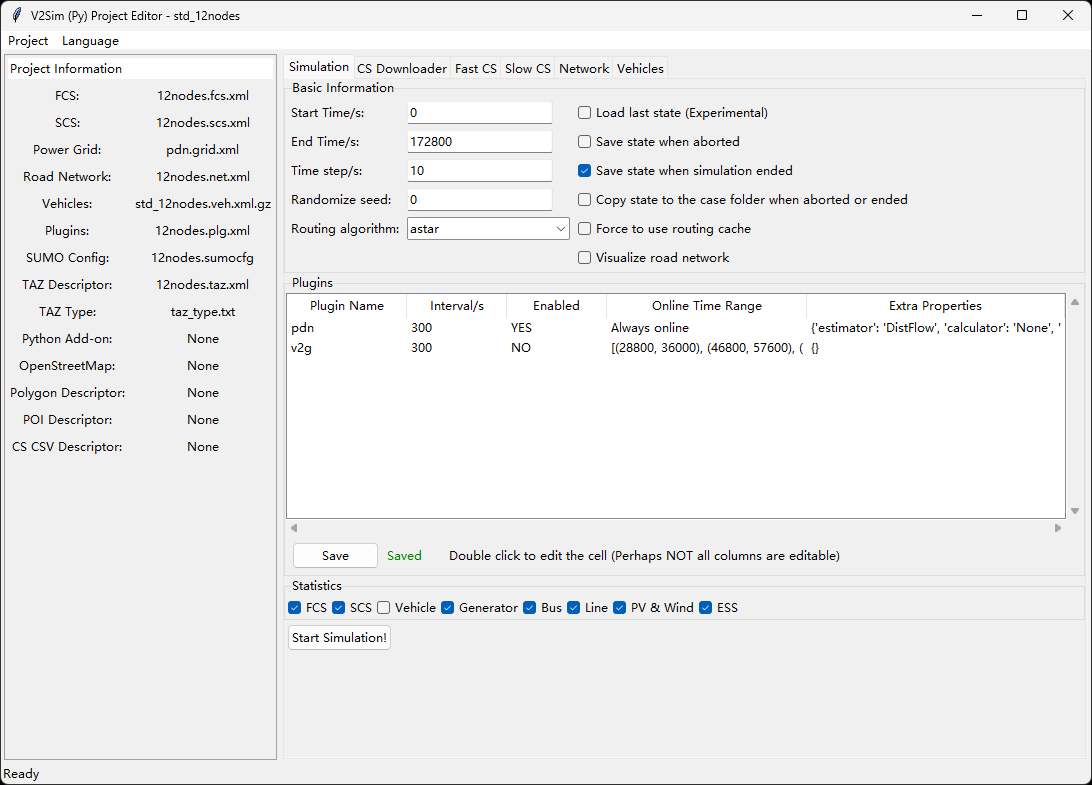 V2Sim (Py) Project Editor - std_12nodes
Project Language
Project Information
FCS: 12nodes.fcs.xml
SCS: 12nodes.scs.xml
Power Grid: pdn.grid.xml
Road Network: 12nodes.net.xml
Vehicles: std_12nodes.veh.xml.gz
Plugins: 12nodes.plg.xml
SUMO Config: 12nodes.sumocfg
TAZ Descriptor: 12nodes.taz.xml
TAZ Type: taz_type.txt
Python Add-on: None
OpenStreetMap: None
Polygon Descriptor: None
POI Descriptor: None
CS CSV Descriptor: None
Simulation CS Downloader Fast CS Slow CS Network Vehicles
Basic Information
Start Time/s: 0 Load last state (Experimental)
End Time/s: 172800 Save state when aborted
Time step/s: 10 Save state when simulation ended
Randomize seed: 0 Copy state to the case folder when aborted or ended
Routing algorithm: astar Force to use routing cache
Visualize road network
Plugins
Plugin Name Interval/s Enabled Online Time Range Extra Properties
pdn 300 YES Always online {'estimator': 'DistFlow', 'calculator': 'None', '
v2g 300 NO [(28800, 36000), (46800, 57600), ( {}
Save Saved Double click to edit the cell (Perhaps NOT all columns are editable)
Statistics
FCS SCS Vehicle Generator Bus Line PV & Wind ESS
Start Simulation!
Ready